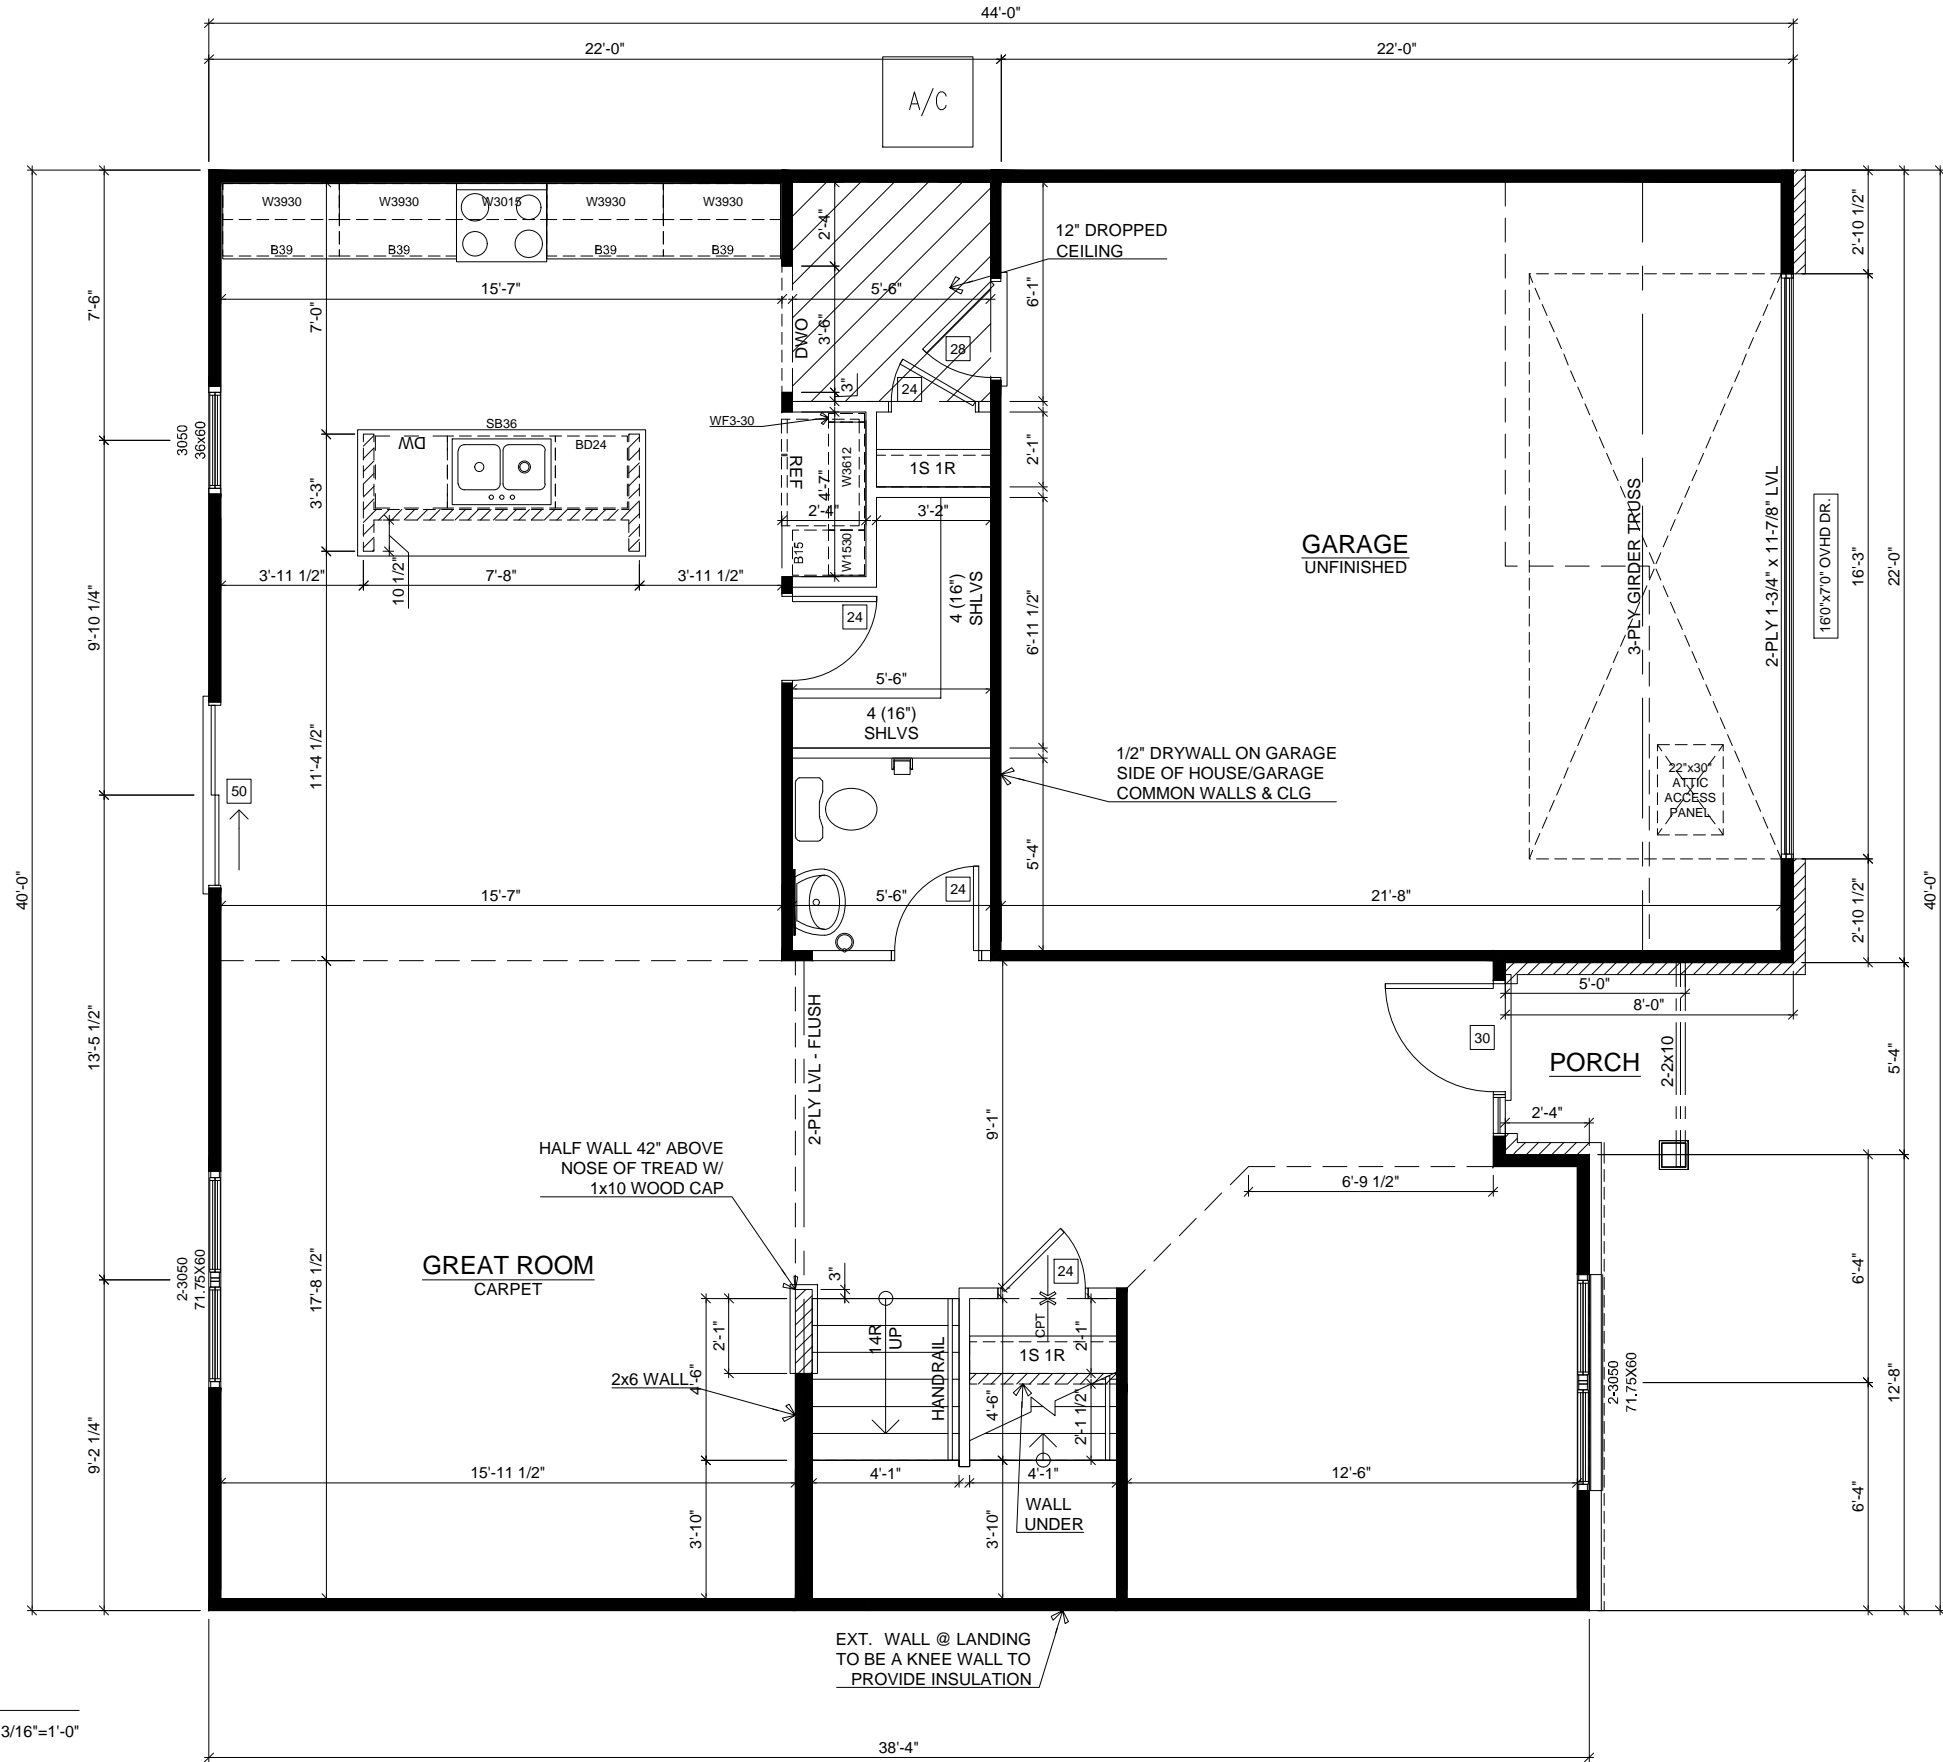 44'-0"
22'-0"
22'-0"
A/C
W3930
W3930
W3015
W3930
W3930
B39
B39
B39
B39
2'-4"
12" DROPPED
CEILING
2'-10 1/2"
15'-7"
5'-6"
6'-1"
7'-6"
7'-0"
DWO
3'-6"
28
3"
24
WF3-30
3050
36x60
SB36
DW
BD24
REF
4'-7"
W3612
1S 1R
2'-1"
3'-3"
2'-4"
3'-2"
B15
W1530
3'-11 1/2"
10 1/2"
7'-8"
3'-11 1/2"
GARAGE
UNFINISHED
3-PLY GIRDER TRUSS
2-PLY 1-3/4" x 11-7/8" LVL
16'0"x7'0" OVHD DR.
16'-3"
22'-0"
24
4 (16")
SHLVS
6'-11 1/2"
9'-10 1/4"
5'-6"
4 (16")
SHLVS
11'-4 1/2"
50
1/2" DRYWALL ON GARAGE
SIDE OF HOUSE/GARAGE
COMMON WALLS & CLG
22"x30"
ATTIC
ACCESS
PANEL
5'-4"
40'-0"
15'-7"
5'-6"
24
21'-8"
2'-10 1/2"
40'-0"
5'-0"
8'-0"
13'-5 1/2"
2-PLY LVL - FLUSH
30
PORCH
2-2x10
5'-4"
9'-1"
2'-4"
HALF WALL 42" ABOVE
NOSE OF TREAD W/
1x10 WOOD CAP
6'-9 1/2"
GREAT ROOM
CARPET
2-3050
71.75X60
17'-8 1/2"
3"
24
6'-4"
2'-1"
14R
UP
HANDRAIL
CPT
2'-1"
1S 1R
2x6 WALL
4'-6"
4'-6"
2'-1 1/2"
2-3050
71.75X60
12'-8"
9'-2 1/4"
15'-11 1/2"
4'-1"
4'-1"
12'-6"
3'-10"
3'-10"
WALL
UNDER
6'-4"
EXT. WALL @ LANDING
TO BE A KNEE WALL TO
PROVIDE INSULATION
3/16"=1'-0"
38'-4"